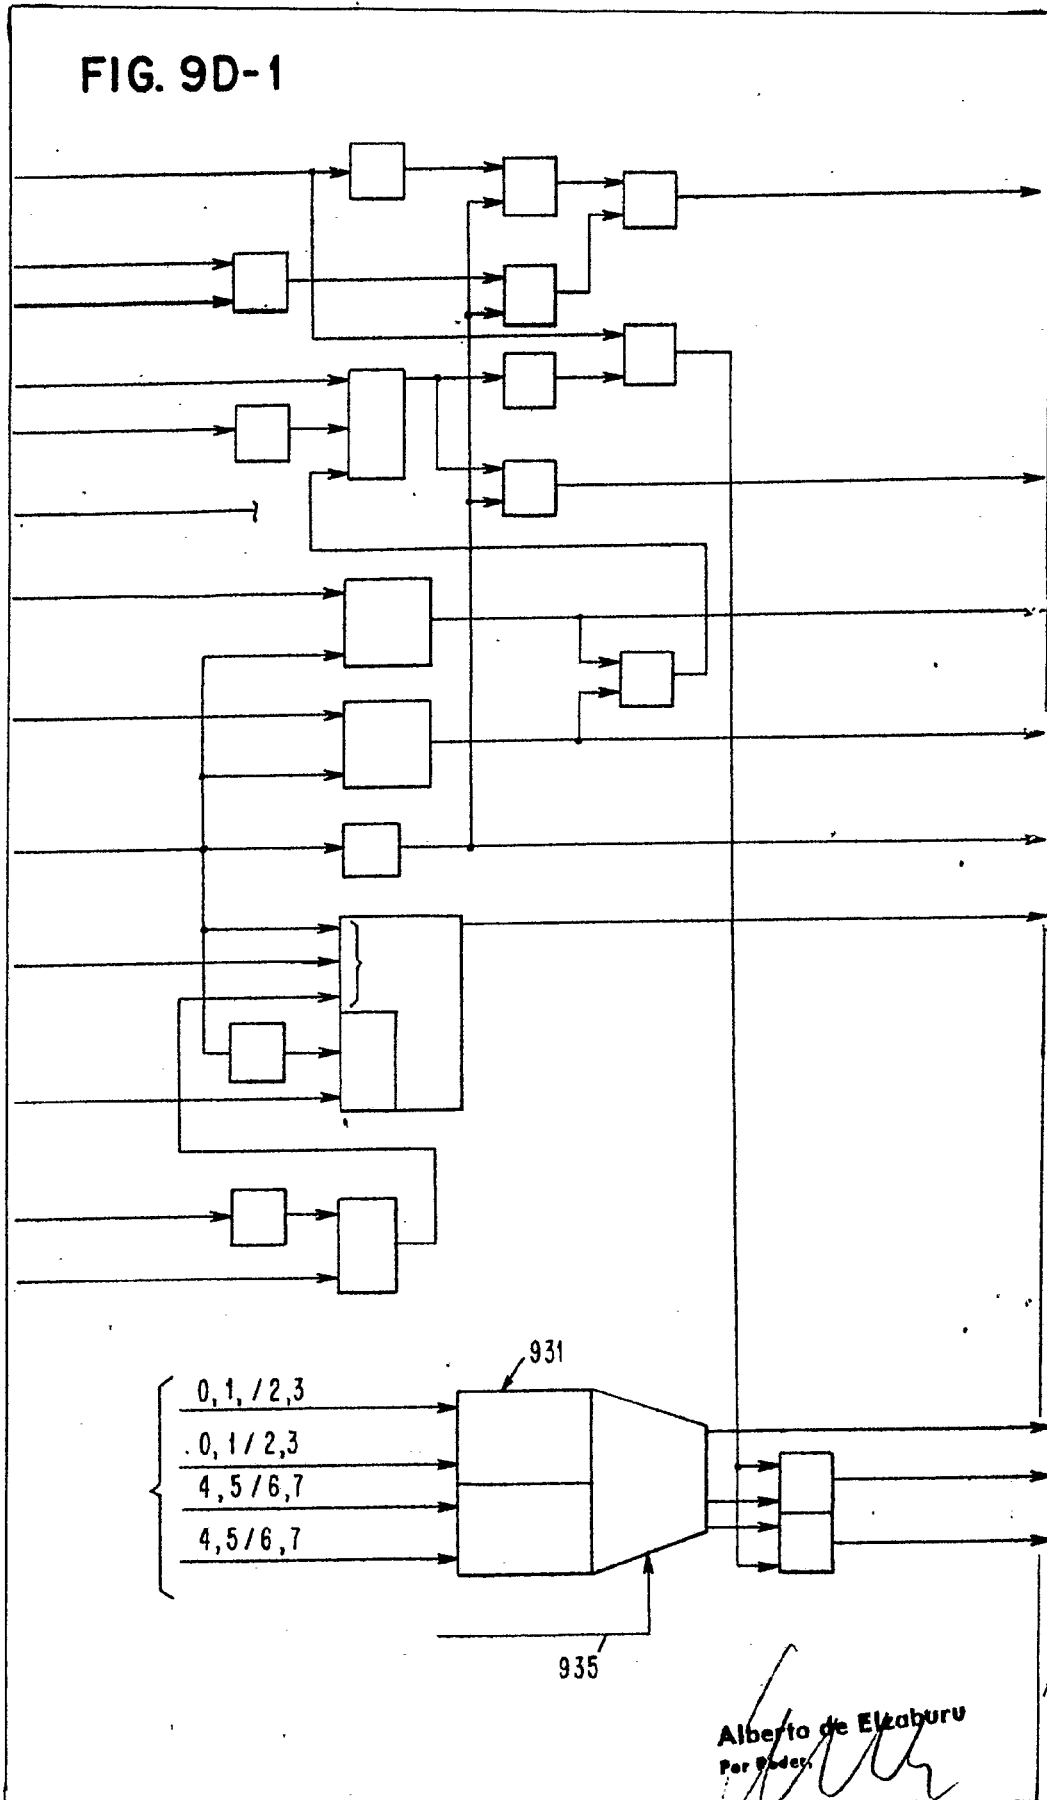 FIG. 9D-1
931
0, 1, / 2, 3
0, 1 / 2, 3
4, 5 / 6, 7
4, 5 / 6, 7
935
Alberto de Elzaburu
Por Poder,